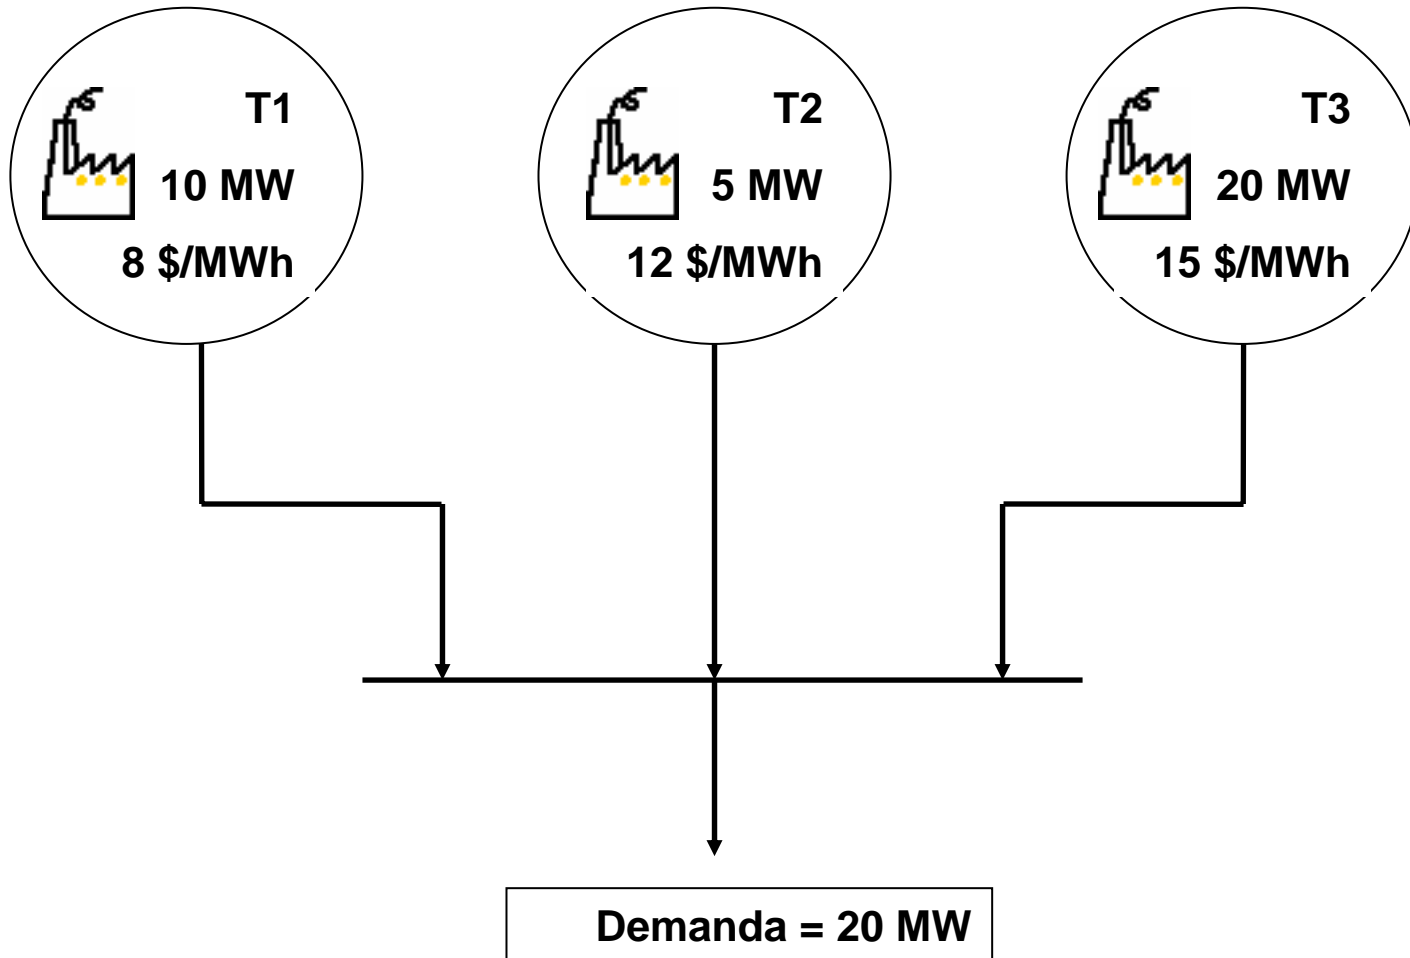 T1
10 MW
8 $/MWh
T2
5 MW
12 $/MWh
T3
20 MW
15 $/MWh
Demanda = 20 MW